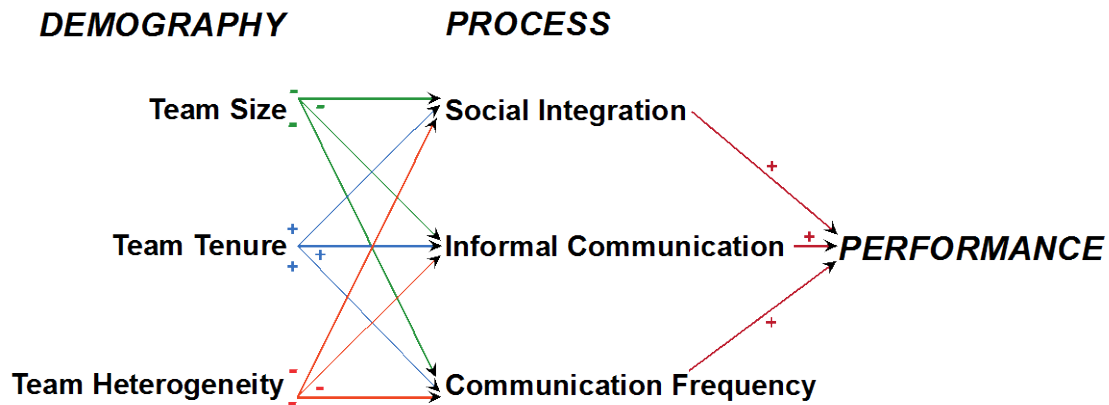 DEMOGRAPHY PROCESS
-
Team Size - Social Integration
-
+
+
Team Tenure + Informal Communication + PERFORMANCE
+
+
-
Team Heterogeneity - Communication Frequency
-